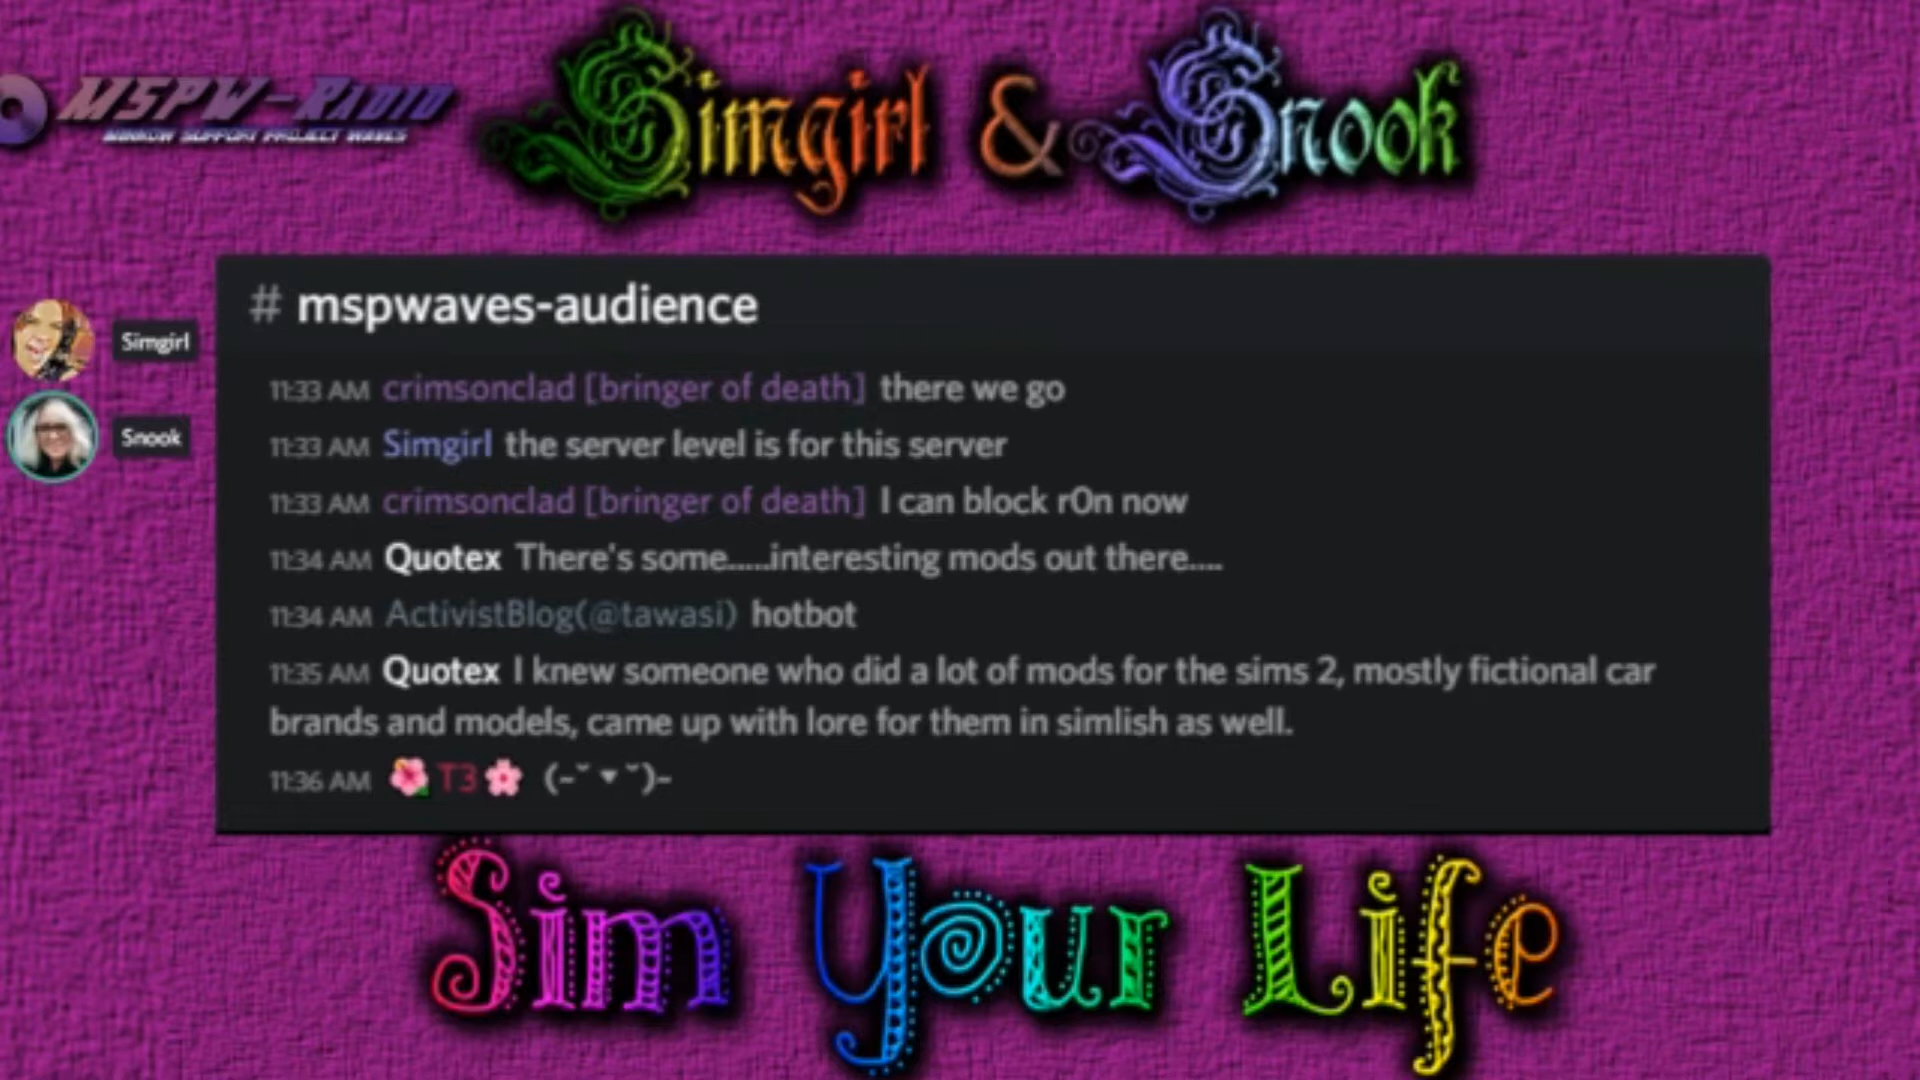 Simgirl & Snook
MSPW-Radio
MINNOW SUPPORT PROJECT WAVES
# mspwaves-audience
Simgirl
Snook
11:33 AM crimsonclad [bringer of death] there we go
11:33 AM Simgirl the server level is for this server
11:33 AM crimsonclad [bringer of death] I can block r0n now
11:34 AM Quotex There's some.....interesting mods out there....
11:34 AM ActivistBlog(@tawasi) hotbot
11:35 AM Quotex I knew someone who did a lot of mods for the sims 2, mostly fictional car
brands and models, came up with lore for them in simlish as well.
11:36 AM 🌺T3🌸 (~˘▾˘)~
Sim Your Life